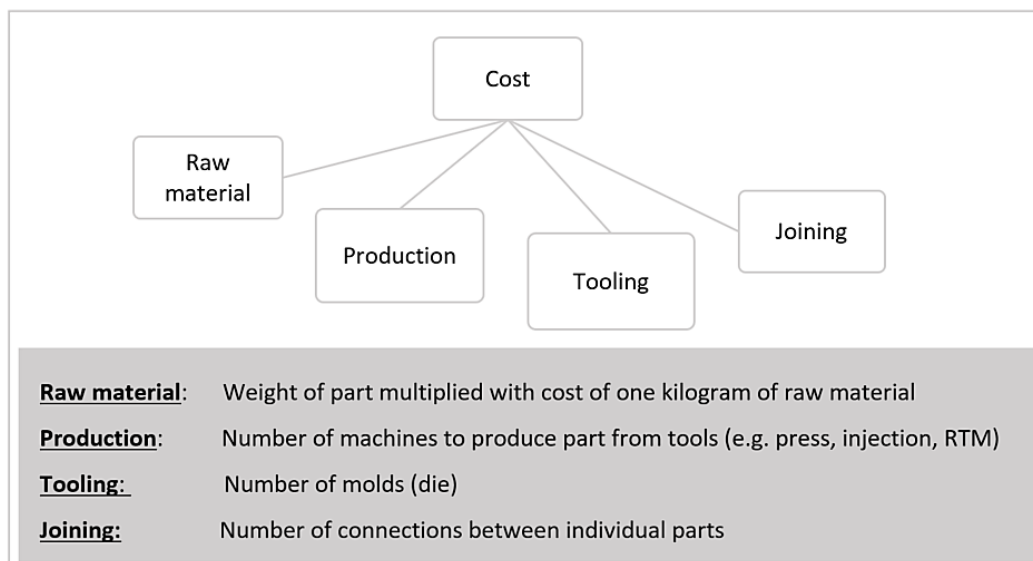 Cost
Raw
material
Production
Tooling
Joining
Raw material: Weight of part multiplied with cost of one kilogram of raw material
Production: Number of machines to produce part from tools (e.g. press, injection, RTM)
Tooling: Number of molds (die)
Joining: Number of connections between individual parts